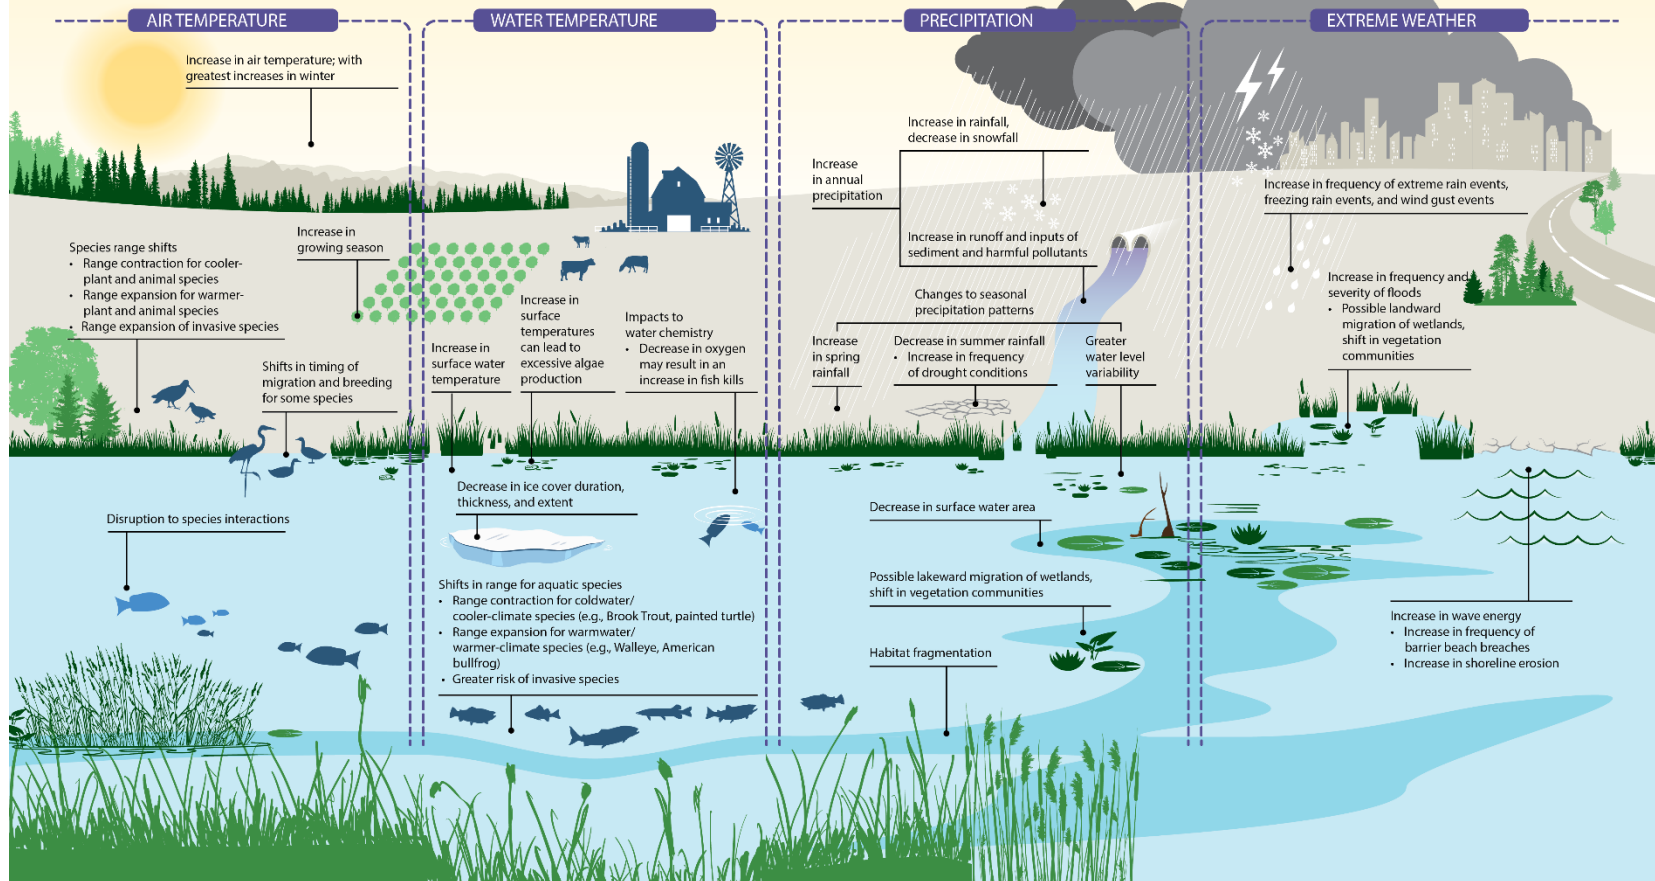 AIR TEMPERATURE
Increase in air temperature; with
greatest increases in winter
Increase in
growing season
Species range shifts
• Range contraction for cooler-
plant and animal species
• Range expansion for warmer-
plant and animal species
• Range expansion of invasive species
Shifts in timing of
migration and breeding
for some species
Disruption to species interactions
WATER TEMPERATURE
Increase in
surface water
temperature
Increase in
surface
temperatures
can lead to
excessive algae
production
Impacts to
water chemistry
• Decrease in oxygen
may result in an
increase in fish kills
Decrease in ice cover duration,
thickness, and extent
Shifts in range for aquatic species
• Range contraction for coldwater/
cooler-climate species (e.g., Brook Trout, painted turtle)
• Range expansion for warmwater/
warmer-climate species (e.g., Walleye, American
bullfrog)
• Greater risk of invasive species
PRECIPITATION
Increase in rainfall,
decrease in snowfall
Increase
in annual
precipitation
Increase in runoff and inputs of
sediment and harmful pollutants
Changes to seasonal
precipitation patterns
Increase
in spring
rainfall
Decrease in summer rainfall
• Increase in frequency
of drought conditions
Greater
water level
variability
Decrease in surface water area
Possible lakeward migration of wetlands,
shift in vegetation communities
Habitat fragmentation
EXTREME WEATHER
Increase in frequency of extreme rain events,
freezing rain events, and wind gust events
Increase in frequency and
severity of floods
• Possible landward
migration of wetlands,
shift in vegetation
communities
Increase in wave energy
• Increase in frequency of
barrier beach breaches
• Increase in shoreline erosion